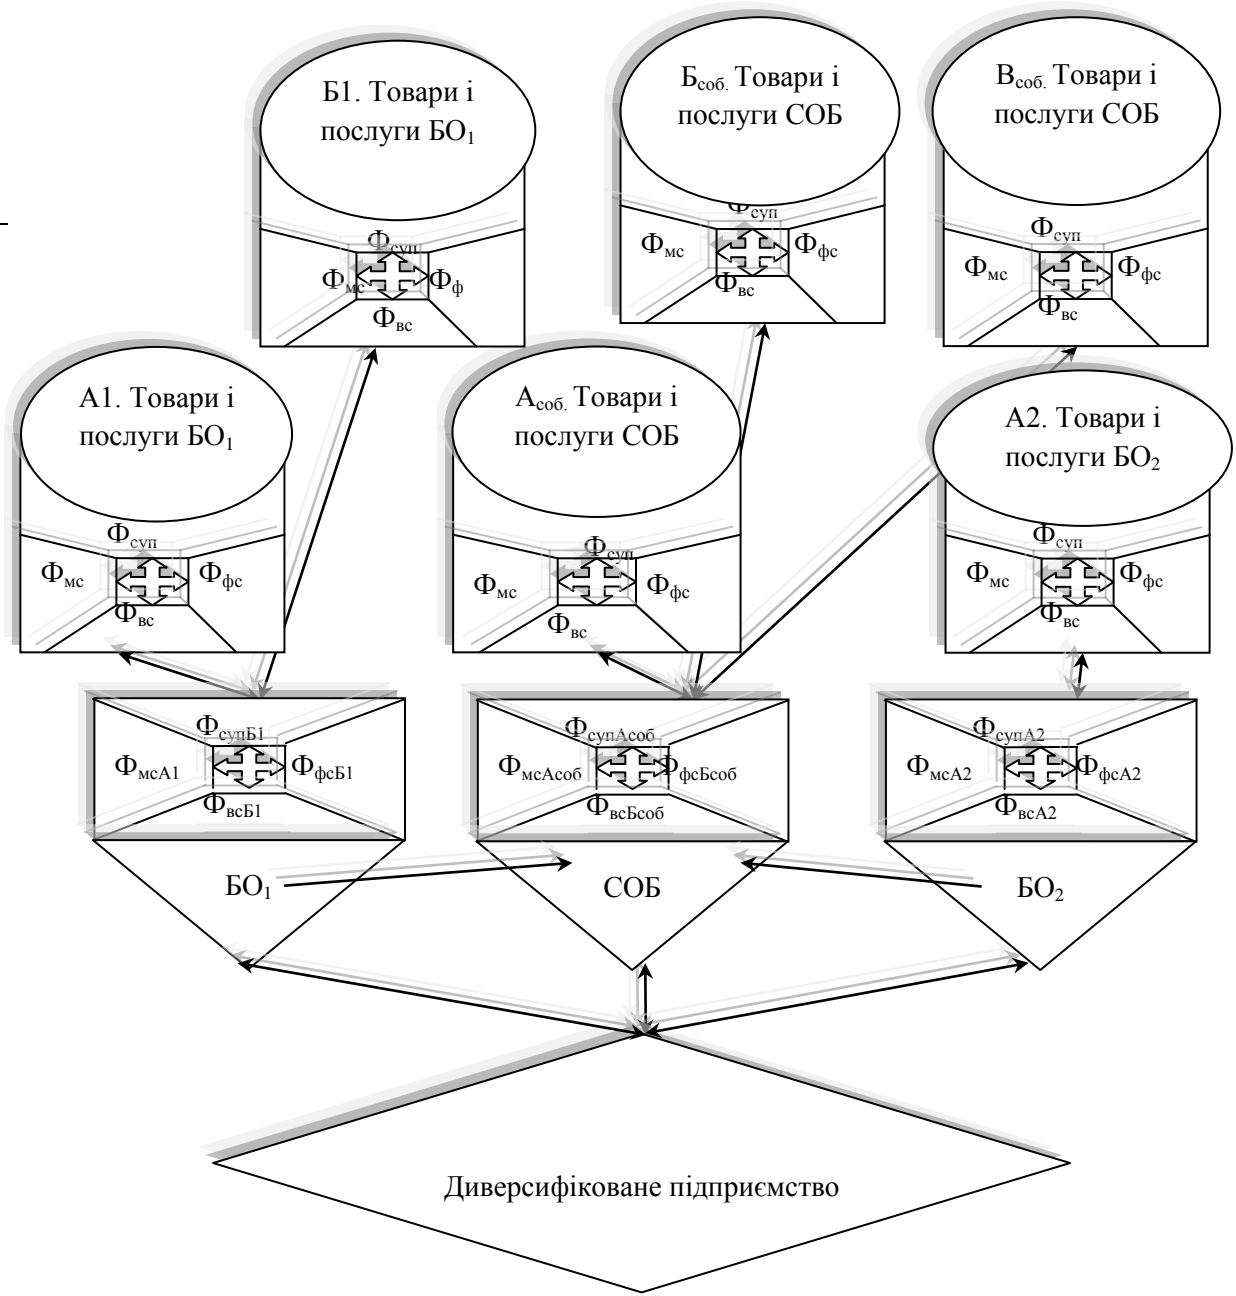 Б1. Товари і
послуги БО₁
Фсуп
Фмс
Фф
Фвс
Бсоб. Товари і
послуги СОБ
Фсуп
Фмс
Ффс
Фвс
Всоб. Товари і
послуги СОБ
Фсуп
Фмс
Ффс
Фвс
А1. Товари і
послуги БО₁
Фсуп
Фмс
Ффс
Фвс
Асоб. Товари і
послуги СОБ
Фсуп
Фмс
Ффс
Фвс
А2. Товари і
послуги БО₂
Фсуп
Фмс
Ффс
Фвс
ФсупБ1
ФмсА1
ФфсБ1
ФвсБ1
БО₁
ФсупАсоб
ФмсАсоб
ФфсБсоб
ФвсБсоб
СОБ
ФсупА2
ФмсА2
ФфсА2
ФвсА2
БО₂
Диверсифіковане підприємство